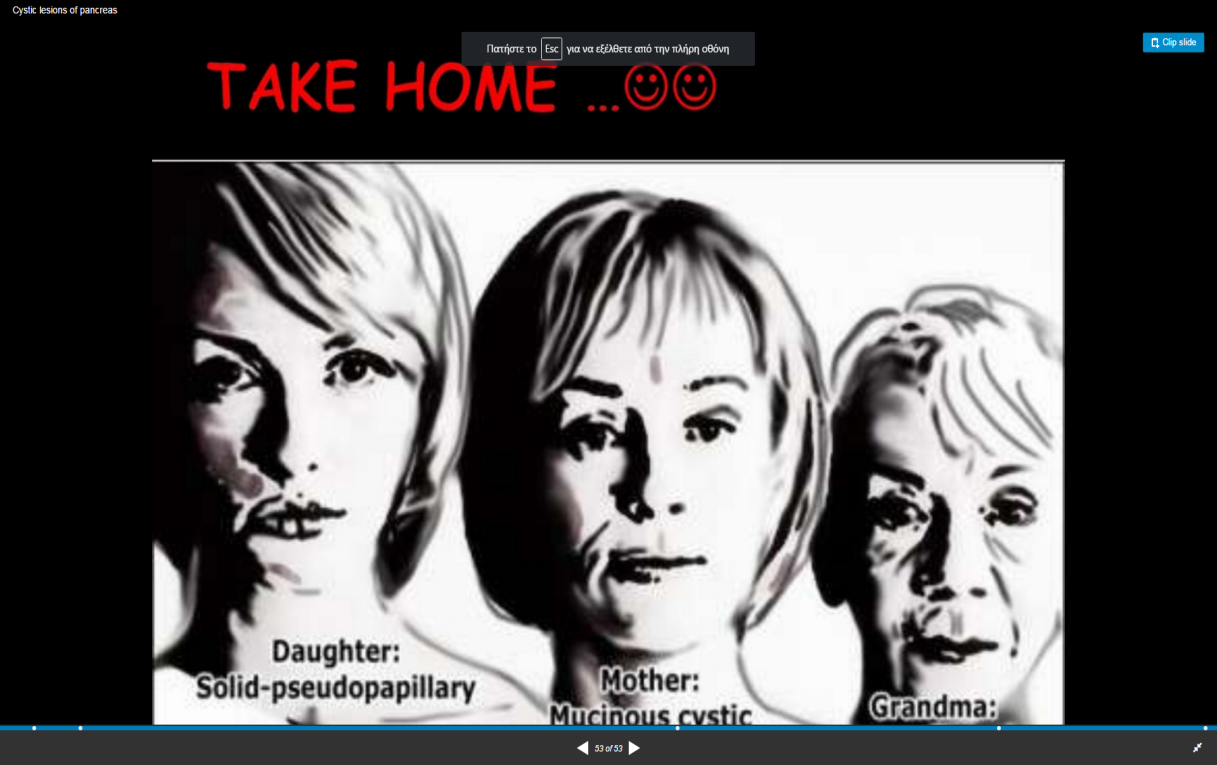 Cystic lesions of pancreas
Πατήστε το Esc για να εξέλθετε από την πλήρη οθόνη
Clip slide
TAKE HOME ...☺☺
Daughter:
Solid-pseudopapillary
Mother:
Mucinous cystic
Grandma:
53 of 53